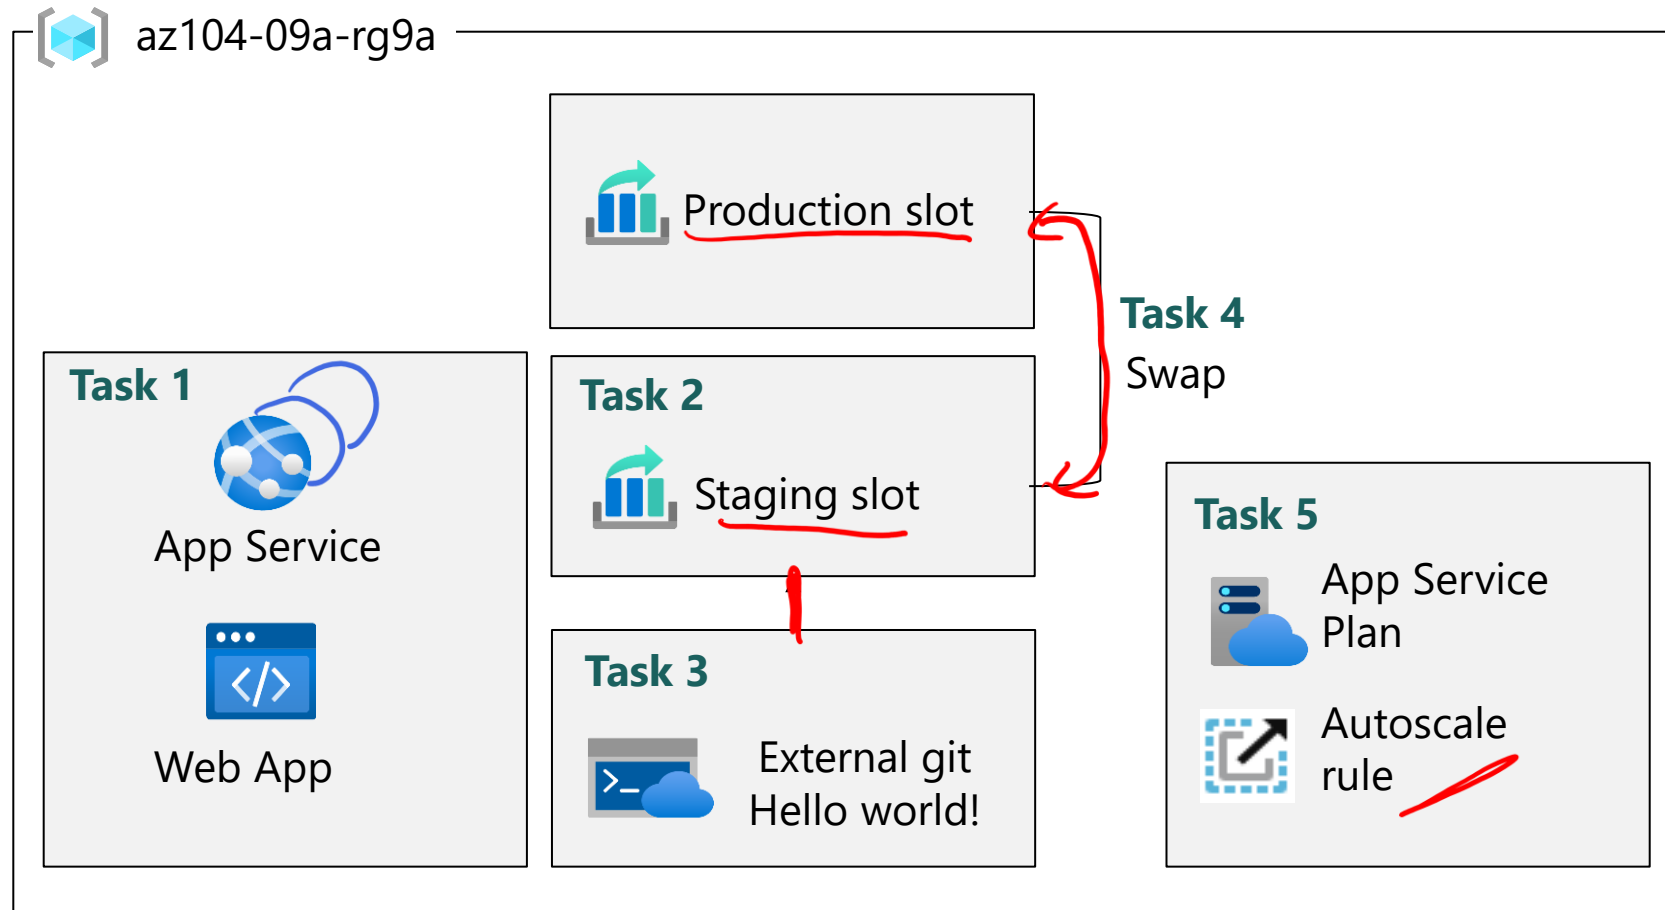 az104-09a-rg9a
Production slot
Task 4
Swap
Task 1
App Service
Web App
Task 2
Staging slot
Task 3
External git
Hello world!
Task 5
App Service
Plan
Autoscale
rule